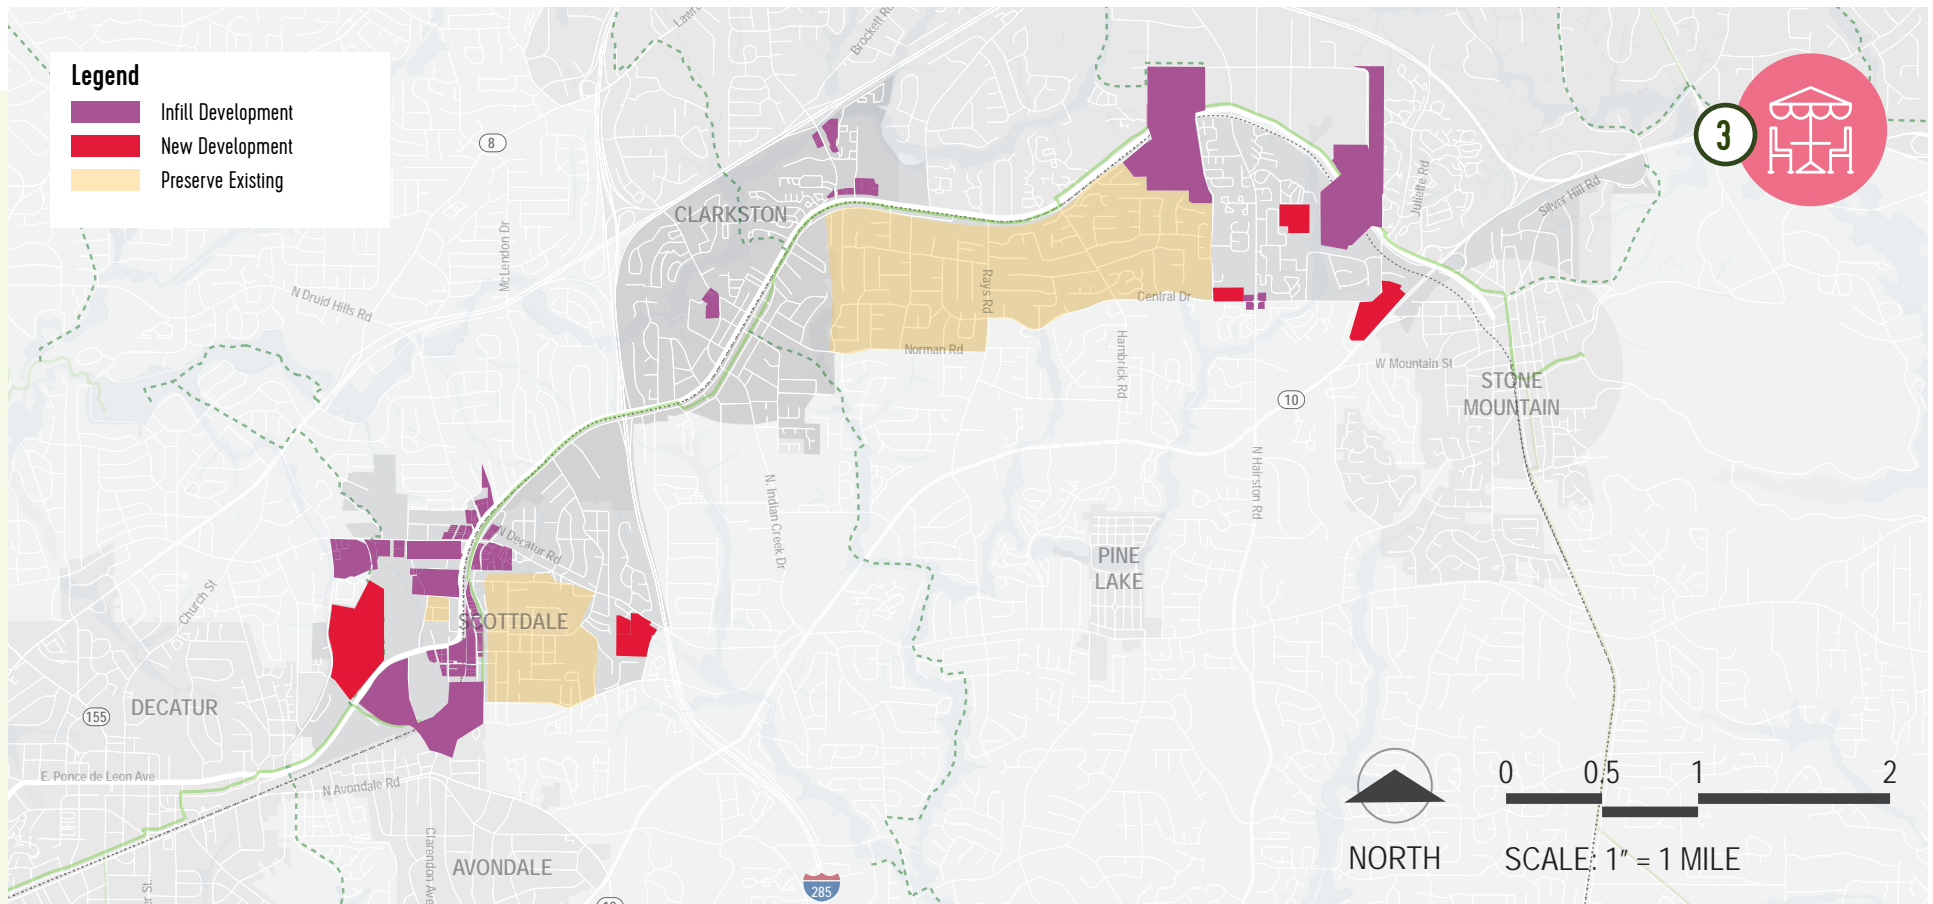 Legend
Infill Development
New Development
Preserve Existing
Lawre
Brockett Rd
8
3
CLARKSTON
McLendon Dr
N Druid Hills Rd
Rays Rd
Central Dr
Norman Rd
Hambrick Rd
Juliette Rd
Silver Hill Rd
W Mountain St
10
STONE
MOUNTAIN
N Hairston Rd
N. Indian Creek Dr
N Decatur Rd
PINE
LAKE
Church St
SCOTTDALE
DECATUR
155
E. Ponce de Leon Ave
N Avondale Rd
Clarendon Ave
AVONDALE
285
10
NORTH
0 0.5 1 2
SCALE: 1" = 1 MILE